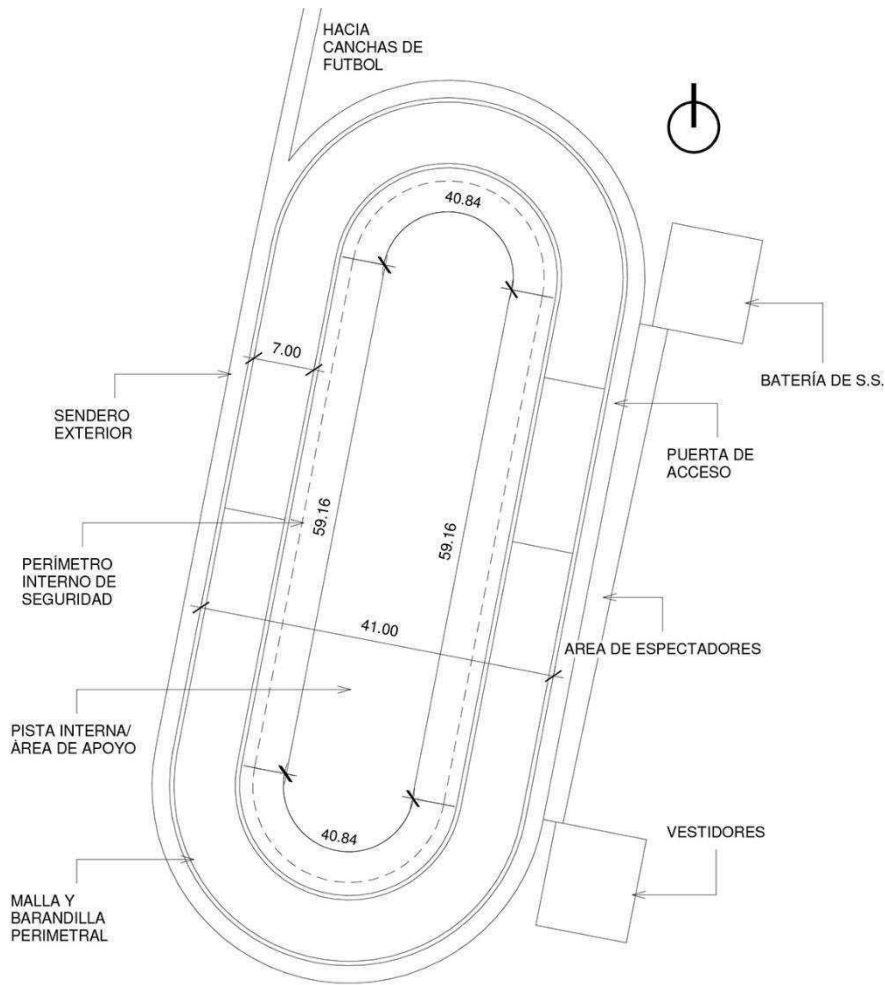 HACIA
CANCHAS DE
FUTBOL
40.84
7.00
BATERÍA DE S.S.
SENDERO
EXTERIOR
PUERTA DE
ACCESO
59.16
59.16
PERÍMETRO
INTERNO DE
SEGURIDAD
41.00
AREA DE ESPECTADORES
PISTA INTERNA/
ÀREA DE APOYO
40.84
VESTIDORES
MALLA Y
BARANDILLA
PERIMETRAL